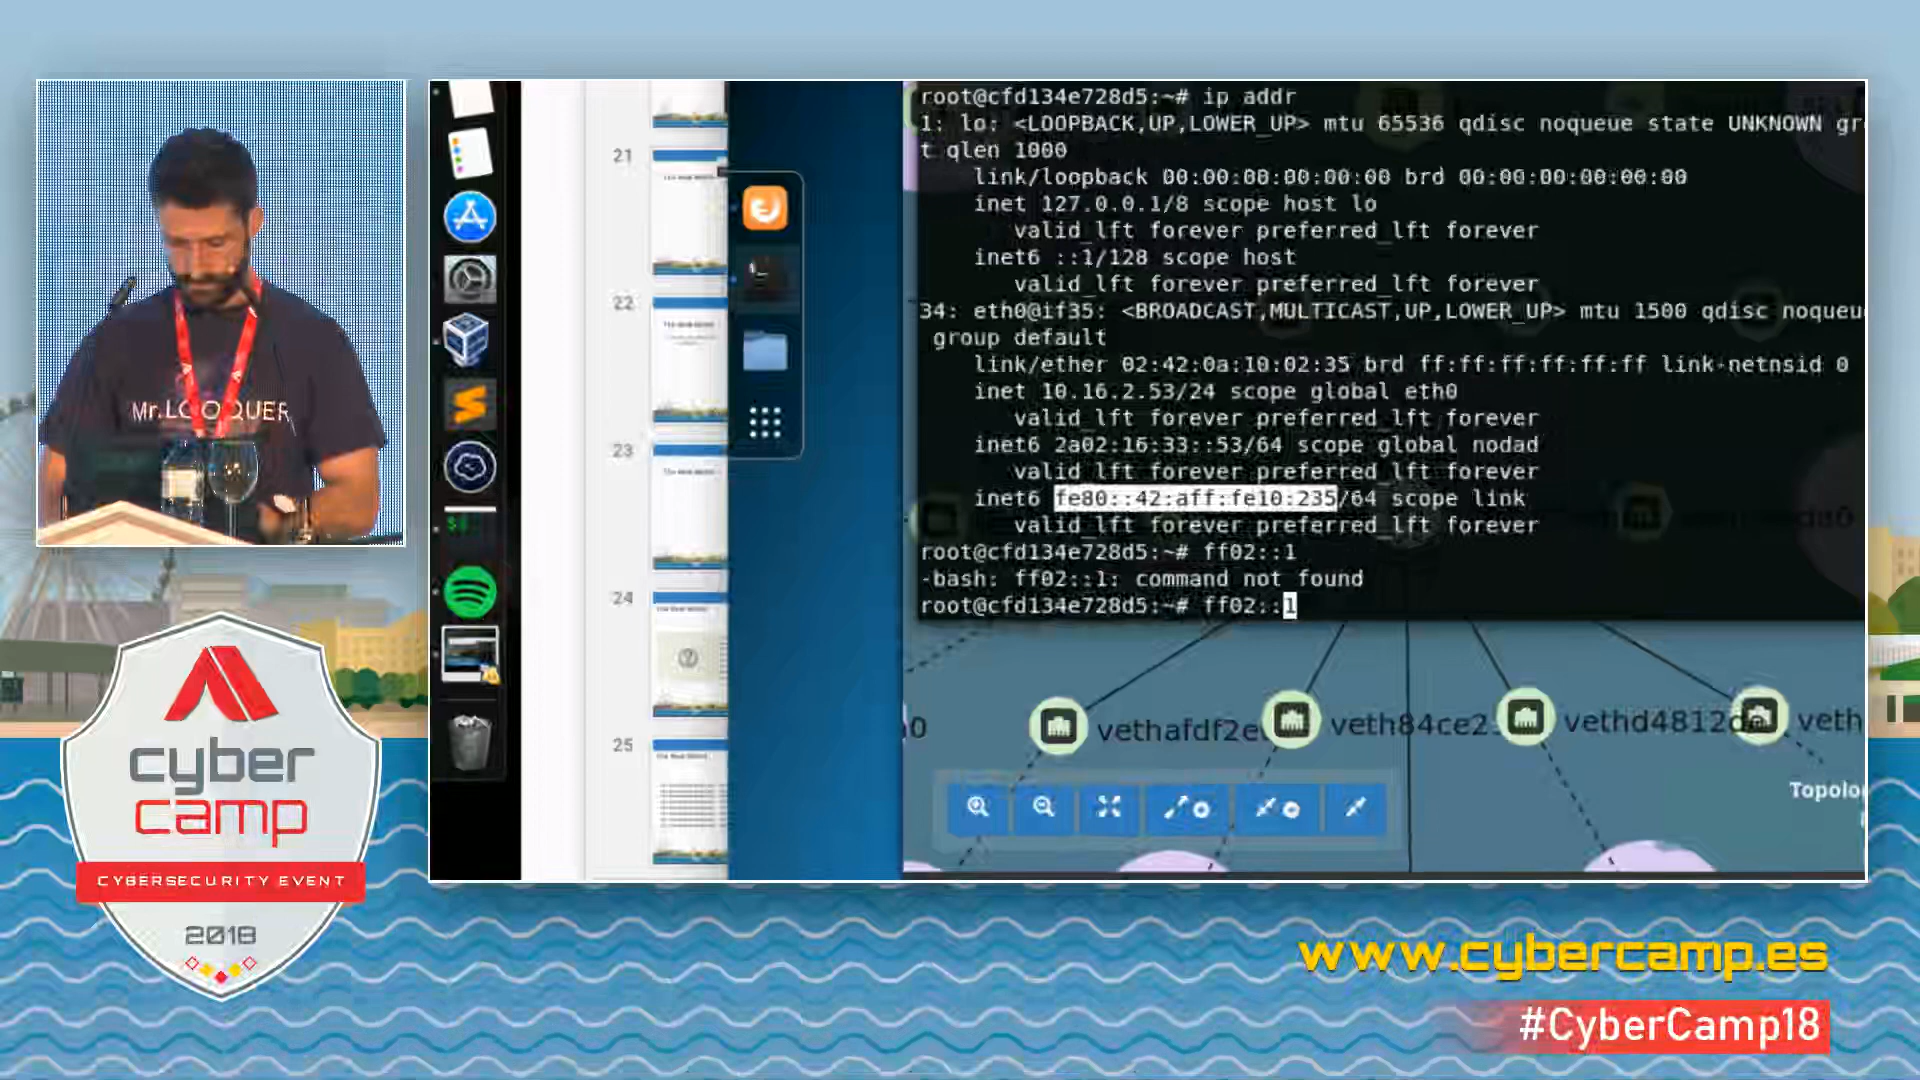 root@cfd134e728d5:~# ip addr
1: lo: <LOOPBACK,UP,LOWER_UP> mtu 65536 qdisc noqueue state UNKNOWN gr
t qlen 1000
link/loopback 00:00:00:00:00:00 brd 00:00:00:00:00:00
inet 127.0.0.1/8 scope host lo
valid_lft forever preferred_lft forever
inet6 ::1/128 scope host
valid_lft forever preferred_lft forever
34: eth0@if35: <BROADCAST,MULTICAST,UP,LOWER_UP> mtu 1500 qdisc noqueu
group default
link/ether 02:42:0a:10:02:35 brd ff:ff:ff:ff:ff:ff link-netnsid 0
inet 10.16.2.53/24 scope global eth0
valid_lft forever preferred_lft forever
inet6 2a02:16:33::53/64 scope global nodad
valid_lft forever preferred_lft forever
inet6 fe80::42:aff:fe10:235/64 scope link
valid_lft forever preferred_lft forever
root@cfd134e728d5:~# ff02::1
-bash: ff02::1: command not found
root@cfd134e728d5:~# ff02::1
21
22
23
24
25
vethafdf2e
veth84ce2
vethd4812de
veth
Topolo
Mr.LOOQUER
cyber
camp
CYBERSECURITY EVENT
2018
www.cybercamp.es
#CyberCamp18